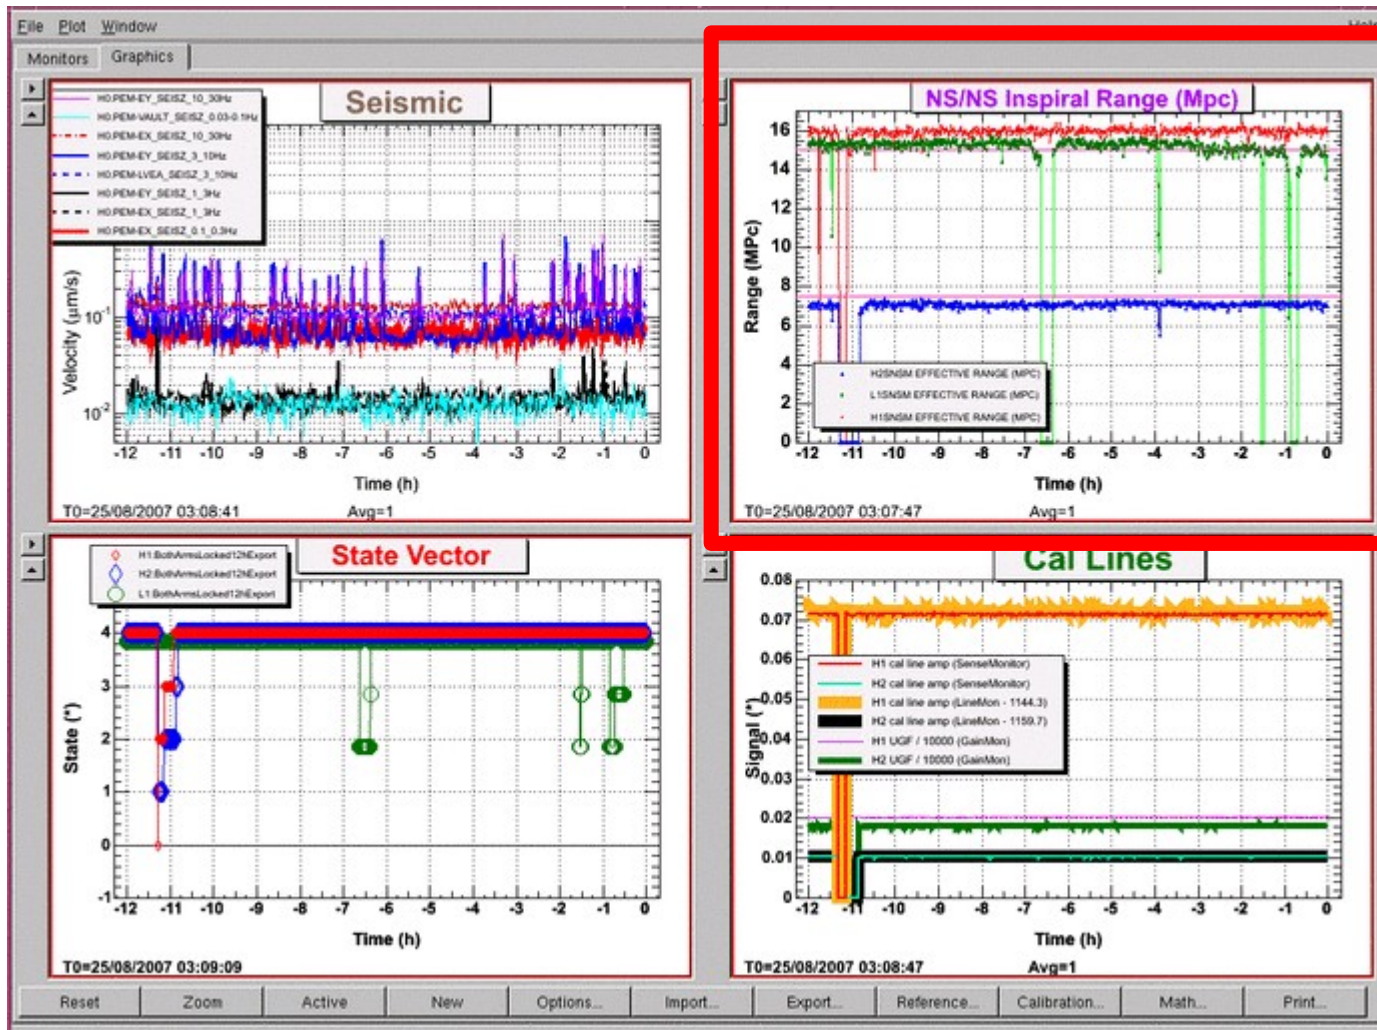 File Plot Window
Monitors Graphics
Seismic
H0:PEM-EY_SEISZ_10_30Hz
H0:PEM-VAULT_SEISZ_0.03-0.1Hz
H0:PEM-EX_SEISZ_10_30Hz
H0:PEM-EY_SEISZ_3_10Hz
H0:PEM-LVEA_SEISZ_3_10Hz
H0:PEM-EY_SEISZ_1_3Hz
H0:PEM-EX_SEISZ_1_3Hz
H0:PEM-EX_SEISZ_0.1_0.3Hz
Velocity (µm/s)
10⁻¹
10⁻²
-12 -11 -10 -9 -8 -7 -6 -5 -4 -3 -2 -1 0
Time (h)
T0=25/08/2007 03:08:41 Avg=1
NS/NS Inspiral Range (Mpc)
Range (MPc)
16
14
12
10
8
6
4
2
0
H2SNSM EFFECTIVE RANGE (MPC)
L1SNSM EFFECTIVE RANGE (MPC)
H1SNSM EFFECTIVE RANGE (MPC)
-12 -11 -10 -9 -8 -7 -6 -5 -4 -3 -2 -1 0
Time (h)
T0=25/08/2007 03:07:47 Avg=1
State Vector
H1:BothArmsLocked12hExport
H2:BothArmsLocked12hExport
L1:BothArmsLocked12hExport
State (*)
4
3
2
1
0
-1
-12 -11 -10 -9 -8 -7 -6 -5 -4 -3 -2 -1 0
Time (h)
T0=25/08/2007 03:09:09
Cal Lines
Signal (*)
0.08
0.07
0.06
0.05
0.04
0.03
0.02
0.01
0
H1 cal line amp (SenseMonitor)
H2 cal line amp (SenseMonitor)
H1 cal line amp (LineMon - 1144.3)
H2 cal line amp (LineMon - 1159.7)
H1 UGF / 10000 (GainMon)
H2 UGF / 10000 (GainMon)
-12 -11 -10 -9 -8 -7 -6 -5 -4 -3 -2 -1 0
Time (h)
T0=25/08/2007 03:08:47 Avg=1
Reset Zoom Active New Options... Import... Export... Reference... Calibration... Math... Print...